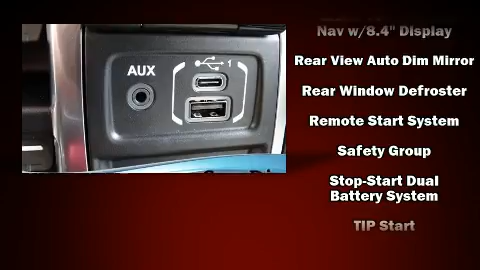 AUX
1
Nav w/8.4" Display
Rear View Auto Dim Mirror
Rear Window Defroster
Remote Start System
Safety Group
Stop-Start Dual
Battery System
TIP Start